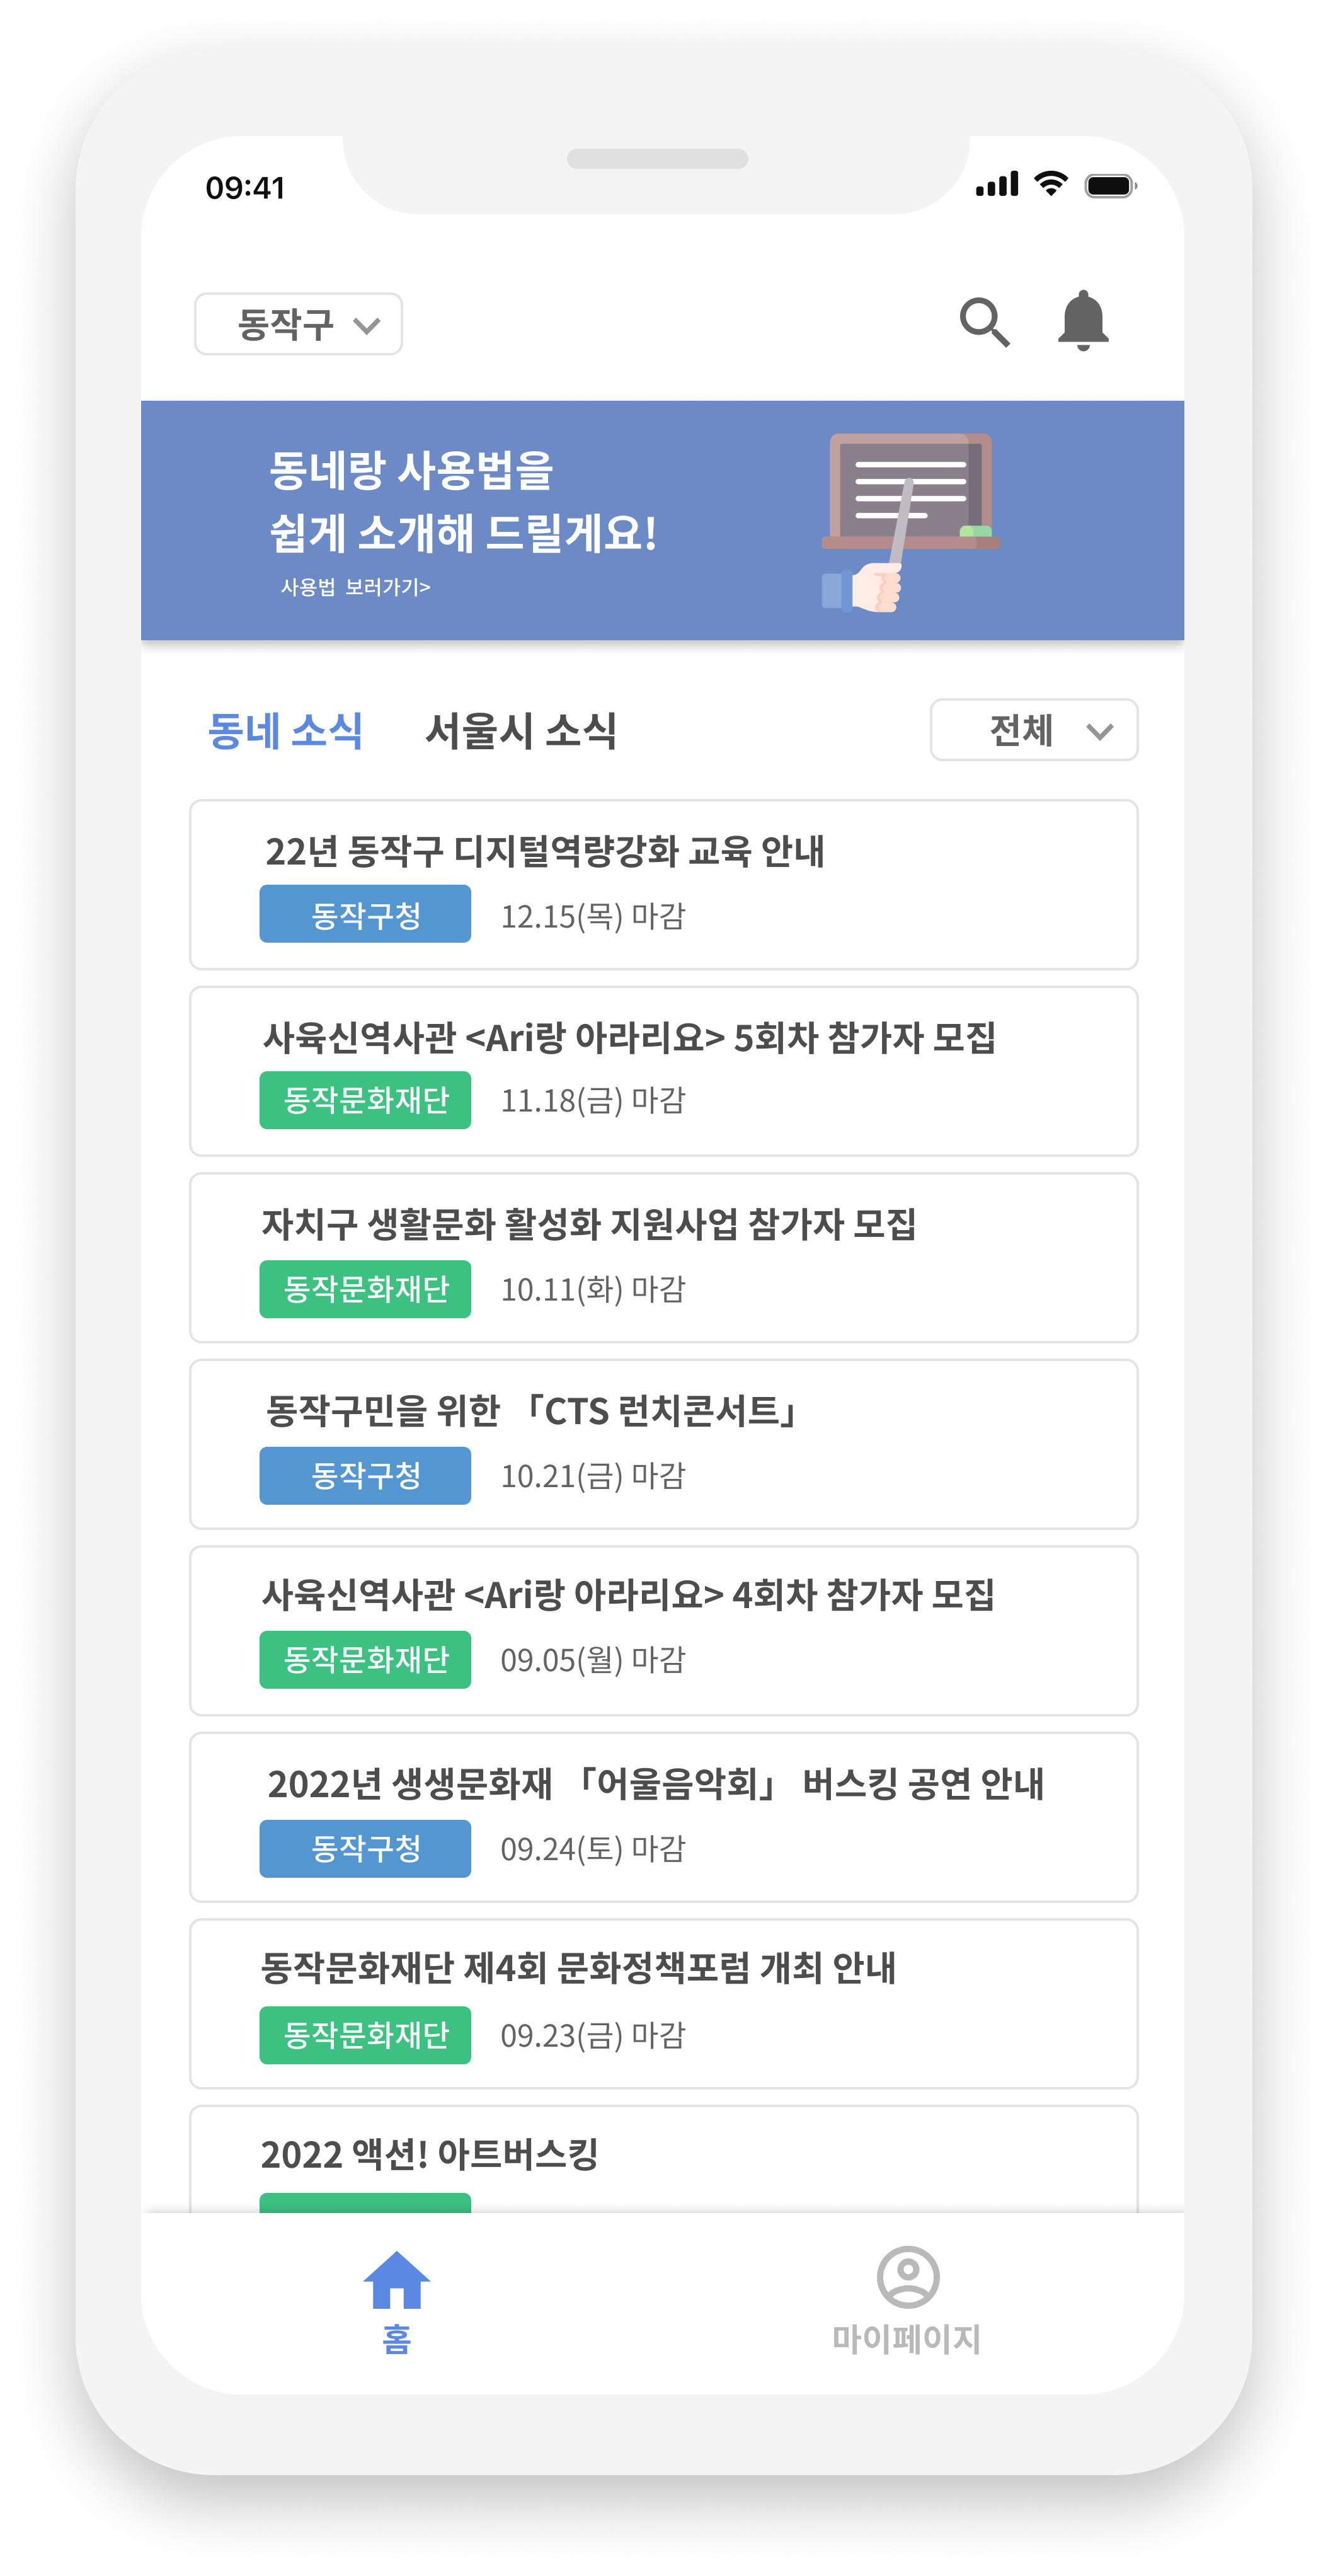 09:41
동작구
동네랑 사용법을
쉽게 소개해 드릴게요!
사용법 보러가기>
동네 소식 서울시 소식 전체
22년 동작구 디지털역량강화 교육 안내
동작구청 12.15(목) 마감
사육신역사관 <Ari랑 아라리요> 5회차 참가자 모집
동작문화재단 11.18(금) 마감
자치구 생활문화 활성화 지원사업 참가자 모집
동작문화재단 10.11(화) 마감
동작구민을 위한 「CTS 런치콘서트」
동작구청 10.21(금) 마감
사육신역사관 <Ari랑 아라리요> 4회차 참가자 모집
동작문화재단 09.05(월) 마감
2022년 생생문화재 「어울음악회」 버스킹 공연 안내
동작구청 09.24(토) 마감
동작문화재단 제4회 문화정책포럼 개최 안내
동작문화재단 09.23(금) 마감
2022 액션! 아트버스킹
홈 마이페이지